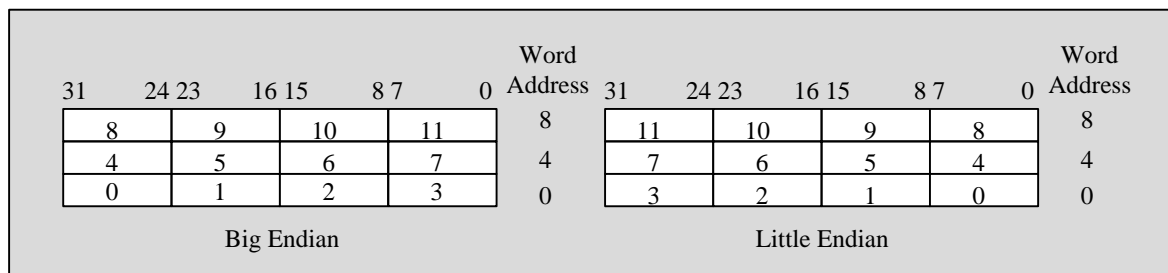 Word Word
Address Address
31 24 23 16 15 8 7 0 31 24 23 16 15 8 7 0
8 9 10 11 8 11 10 9 8 8
4 5 6 7 4 7 6 5 4 4
0 1 2 3 0 3 2 1 0 0
Big Endian Little Endian